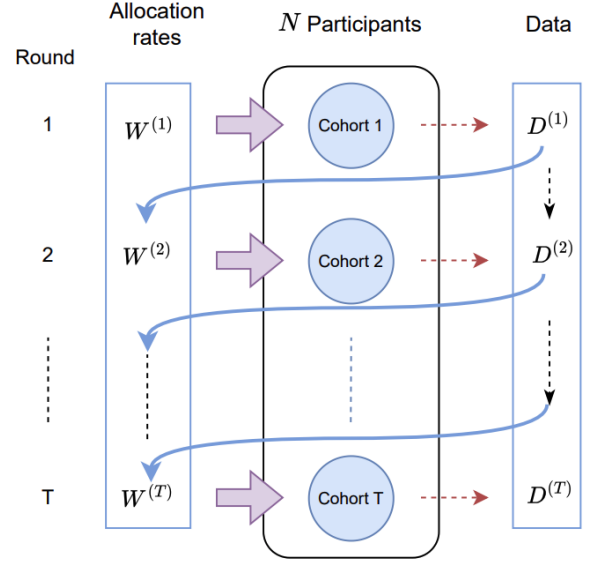 Allocation
rates
N Participants
Data
Round
1
W^{(1)}
Cohort 1
D^{(1)}
2
W^{(2)}
Cohort 2
D^{(2)}
T
W^{(T)}
Cohort T
D^{(T)}